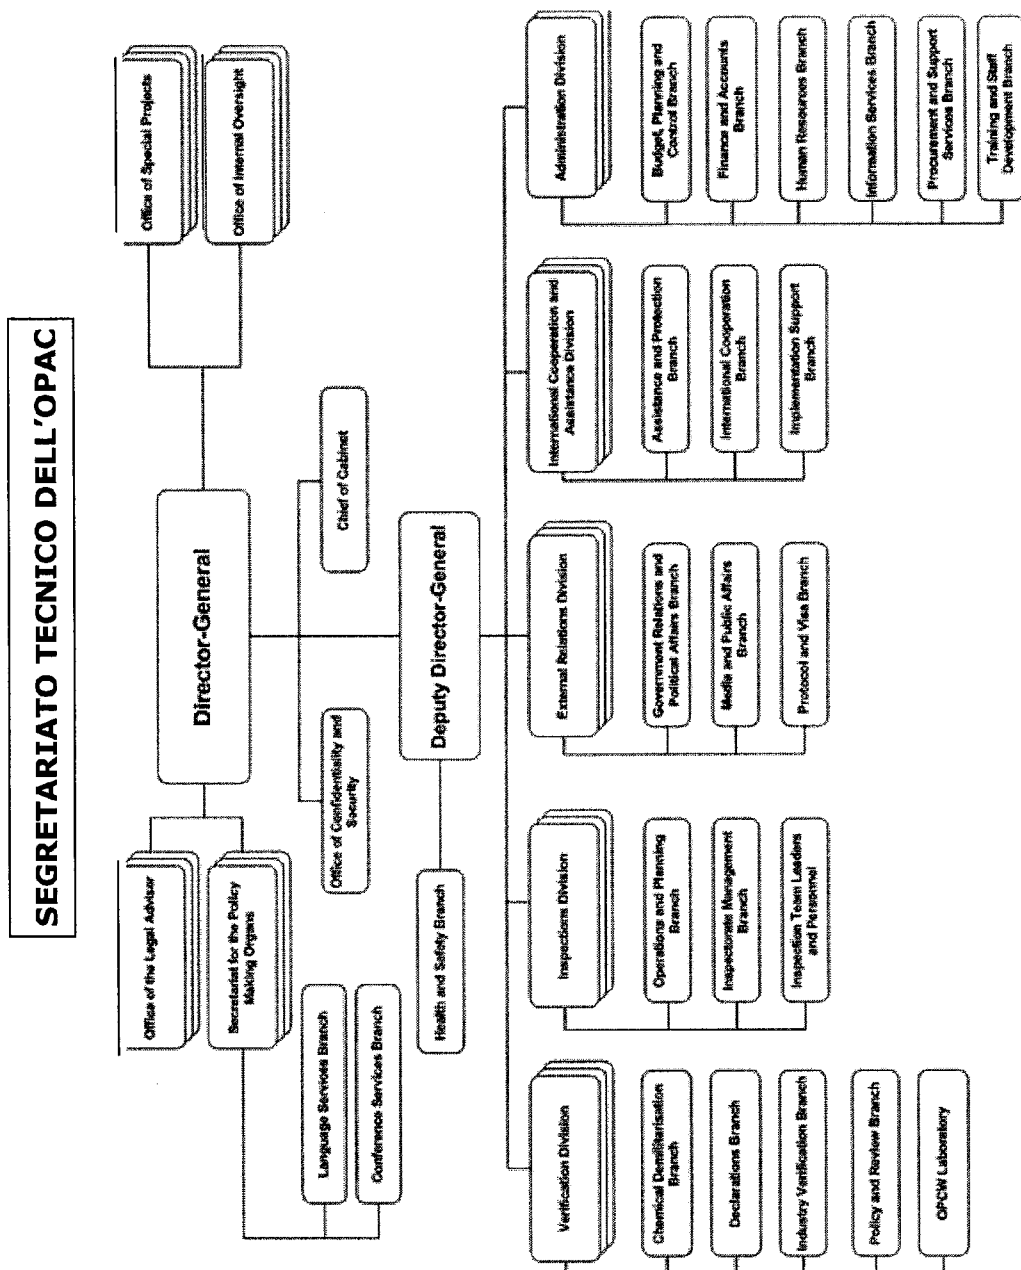 SEGRETARIATO TECNICO DELL'OPAC
Office of the Legal Adviser
Secretariat for the Policy
Making Organs
Language Services Branch
Conference Services Branch
Director-General
Office of Special Projects
Office of Internal Oversight
Office of Confidentiality and
Security
Chief of Cabinet
Health and Safety Branch
Deputy Director-General
Verification Division
Chemical Demilitarisation
Branch
Declarations Branch
Industry Verification Branch
Policy and Review Branch
OPCW Laboratory
Inspections Division
Operations and Planning
Branch
Inspectorate Management
Branch
Inspection Team Leaders
and Personnel
External Relations Division
Government Relations and
Political Affairs Branch
Media and Public Affairs
Branch
Protocol and Visa Branch
International Cooperation and
Assistance Division
Assistance and Protection
Branch
International Cooperation
Branch
Implementation Support
Branch
Administration Division
Budget, Planning and
Control Branch
Finance and Accounts
Branch
Human Resources Branch
Information Services Branch
Procurement and Support
Services Branch
Training and Staff
Development Branch